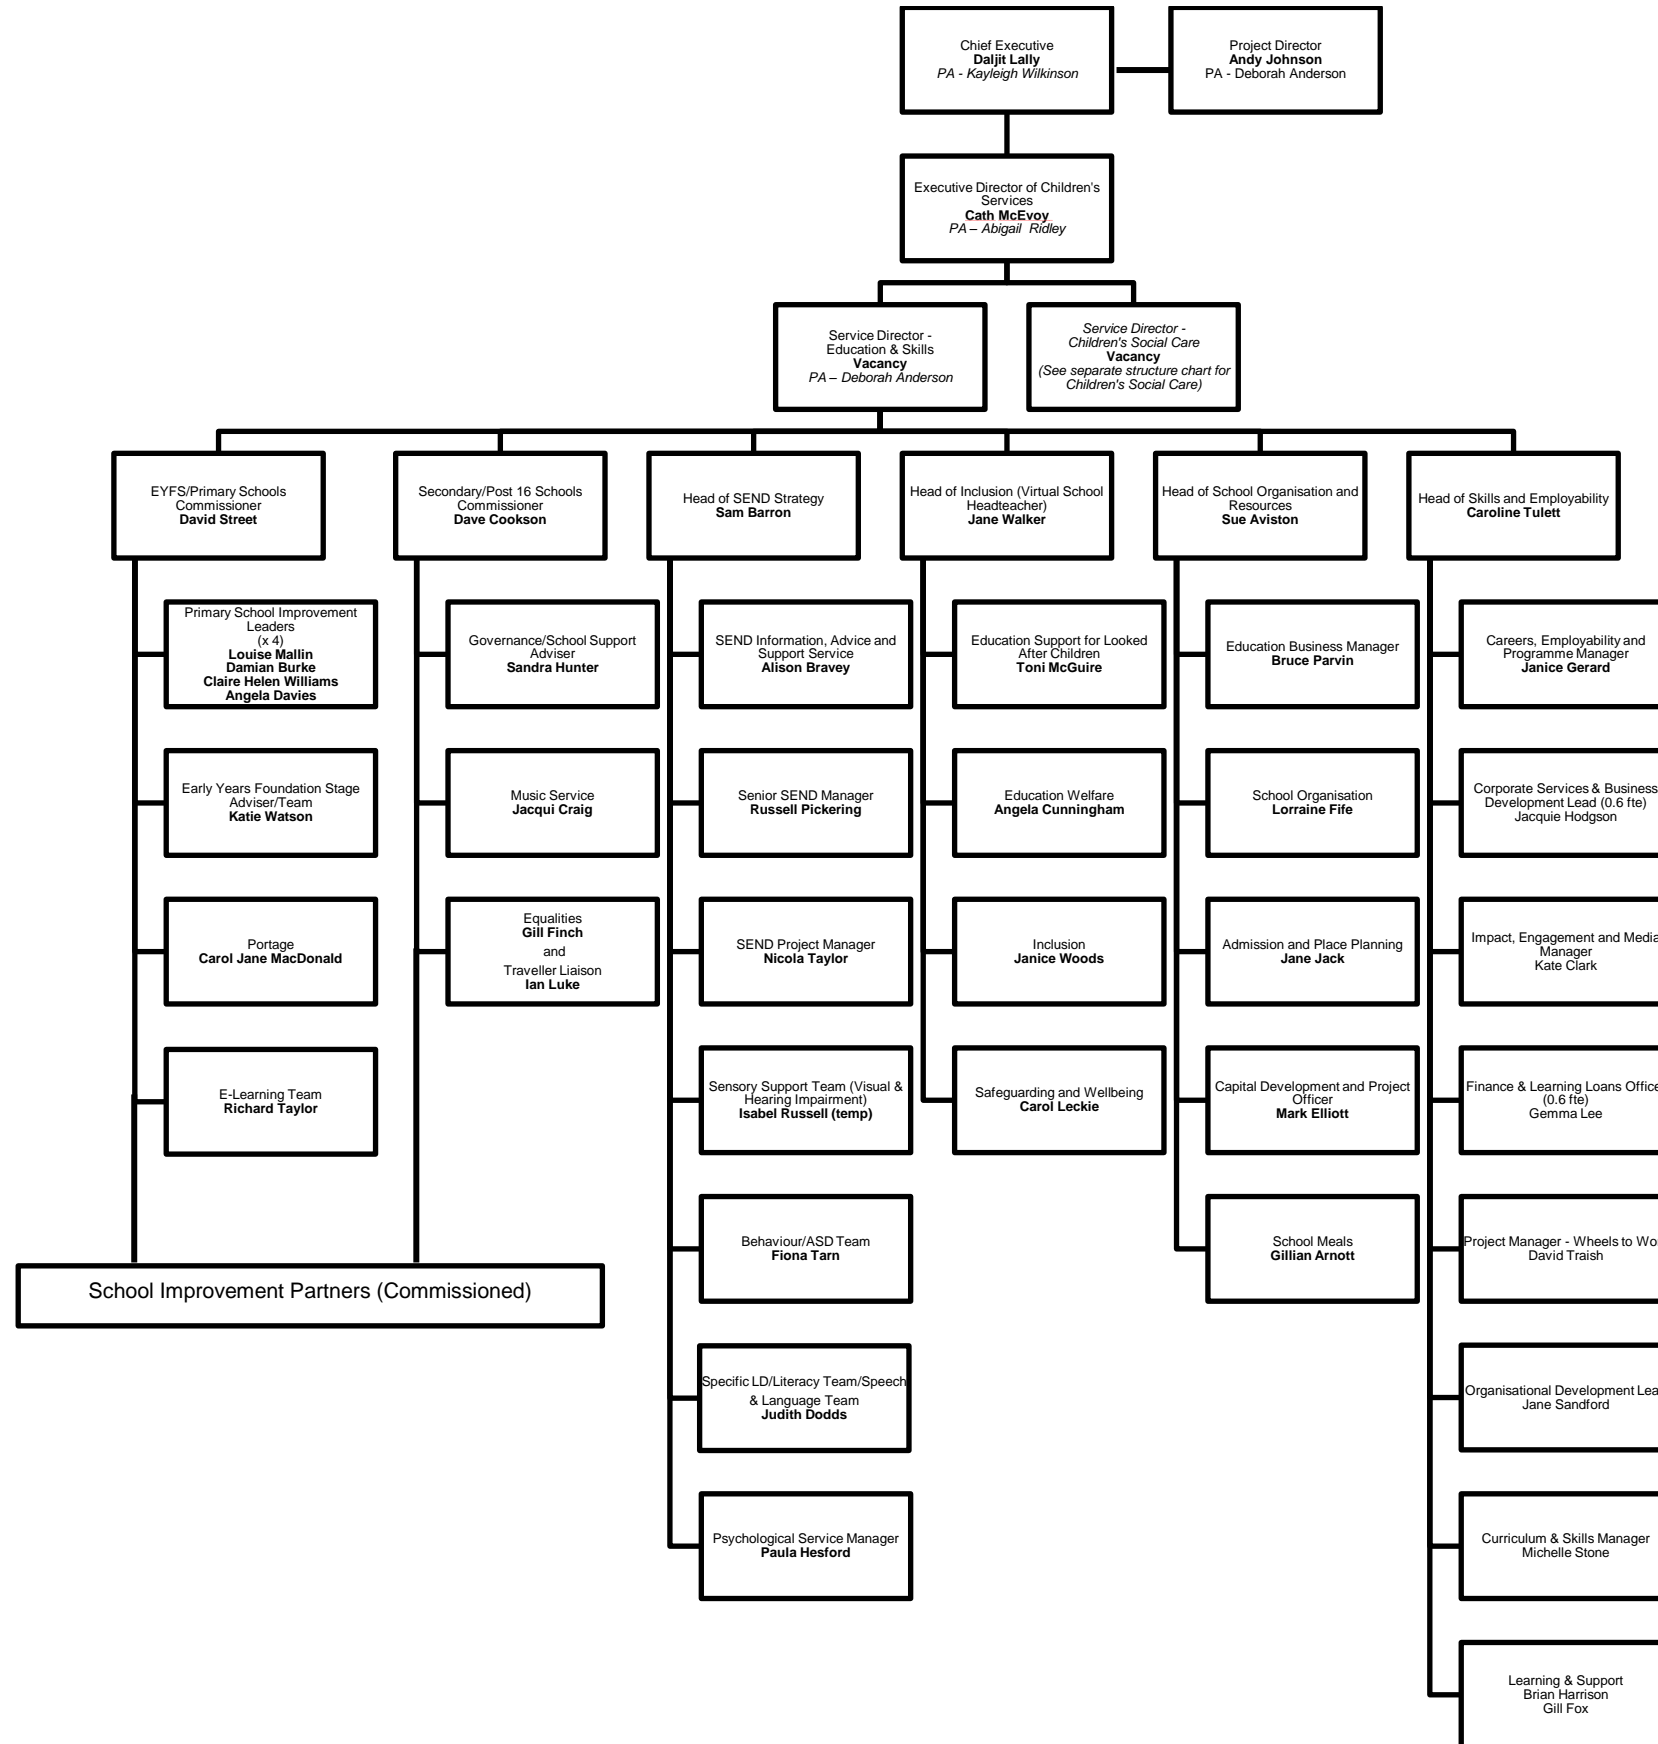 Chief Executive
Daljit Lally
PA - Kayleigh Wilkinson
Project Director
Andy Johnson
PA - Deborah Anderson
Executive Director of Children's
Services
Cath McEvoy
PA – Abigail Ridley
Service Director -
Education & Skills
Vacancy
PA – Deborah Anderson
Service Director -
Children's Social Care
Vacancy
(See separate structure chart for
Children's Social Care)
EYFS/Primary Schools
Commissioner
David Street
Secondary/Post 16 Schools
Commissioner
Dave Cookson
Head of SEND Strategy
Sam Barron
Head of Inclusion (Virtual School
Headteacher)
Jane Walker
Head of School Organisation and
Resources
Sue Aviston
Head of Skills and Employability
Caroline Tulett
Primary School Improvement
Leaders
(x 4)
Louise Mallin
Damian Burke
Claire Helen Williams
Angela Davies
Governance/School Support
Adviser
Sandra Hunter
SEND Information, Advice and
Support Service
Alison Bravey
Education Support for Looked
After Children
Toni McGuire
Education Business Manager
Bruce Parvin
Careers, Employability and
Programme Manager
Janice Gerard
Early Years Foundation Stage
Adviser/Team
Katie Watson
Music Service
Jacqui Craig
Senior SEND Manager
Russell Pickering
Education Welfare
Angela Cunningham
School Organisation
Lorraine Fife
Corporate Services & Business
Development Lead (0.6 fte)
Jacquie Hodgson
Portage
Carol Jane MacDonald
Equalities
Gill Finch
and
Traveller Liaison
Ian Luke
SEND Project Manager
Nicola Taylor
Inclusion
Janice Woods
Admission and Place Planning
Jane Jack
Impact, Engagement and Media
Manager
Kate Clark
E-Learning Team
Richard Taylor
Sensory Support Team (Visual &
Hearing Impairment)
Isabel Russell (temp)
Safeguarding and Wellbeing
Carol Leckie
Capital Development and Project
Officer
Mark Elliott
Finance & Learning Loans
(0.6 fte)
Gemma Lee
Behaviour/ASD Team
Fiona Tarn
School Meals
Gillian Arnott
Project Manager - Wheels to
David Traish
School Improvement Partners (Commissioned)
Specific LD/Literacy Team/Speech
& Language Team
Judith Dodds
Organisational Development
Jane Sandford
Psychological Service Manager
Paula Hesford
Curriculum & Skills Manager
Michelle Stone
Learning & Support
Brian Harrison
Gill Fox